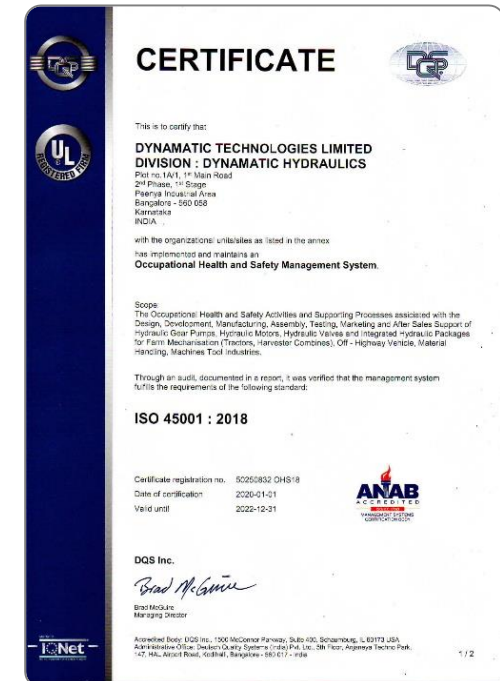 CERTIFICATE
DQS
DQS
UL
REGISTERED FIRM
This is to certify that
DYNAMATIC TECHNOLOGIES LIMITED
DIVISION : DYNAMATIC HYDRAULICS
Plot no.1A/1, 1st Main Road
2nd Phase, 1st Stage
Peenya Industrial Area
Bangalore - 560 058
Karnataka
INDIA
with the organizational units/sites as listed in the annex
has implemented and maintains an
Occupational Health and Safety Management System.
Scope:
The Occupational Health and Safety Activities and Supporting Processes assiciated with the
Design, Development, Manufacturing, Assembly, Testing, Marketing and After Sales Support of
Hydraulic Gear Pumps, Hydraulic Motors, Hydraulic Valves and Integrated Hydraulic Packages
for Farm Mechanisation (Tractors, Harvester Combines), Off - Highway Vehicle, Material
Handling, Machines Tool Industries.
Through an audit, documented in a report, it was verified that the management system
fulfills the requirements of the following standard:
ISO 45001 : 2018
Certificate registration no. 50250832 OHS18
Date of certification 2020-01-01
Valid until 2022-12-31
ANAB
ACCREDITED
MANAGEMENT SYSTEMS
CERTIFICATION BODY
DQS Inc.
Brad McGuire
Brad McGuire
Managing Director
IQNet
Accredited Body: DQS Inc., 1500 McConnor Parkway, Suite 400, Schaumburg, IL 60173 USA
Administrative Office: Deutsch Quality Systems (India) Pvt. Ltd., 5th Floor, Anjaneya Techno Park,
147, HAL Airport Road, Kodihalli, Bangalore - 560 017 - India
1 / 2